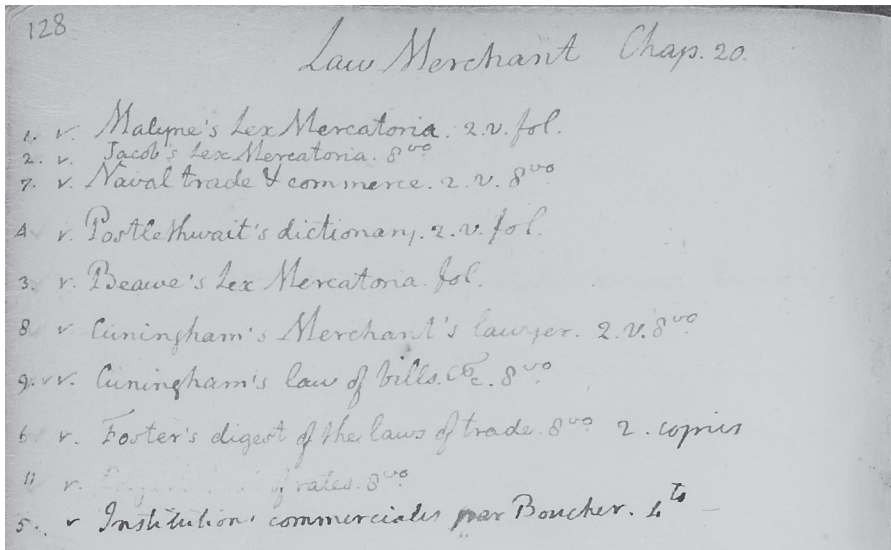 128
Law Merchant Chap. 20.
1. v. Malyne's Lex Mercatoria. 2. v. fol.
2. v. Jacob's Lex Mercatoria. 8vo
7. v. Naval trade & commerce. 2. v. 8vo
4 v. Postlethwait's dictionary. 2. v. fol.
3. v. Beawe's Lex Mercatoria. fol.
8 v Cuningham's Merchant's lawyer. 2. v. 8vo
9. v v. Cuningham's law of bills. &c. 8vo
6 v. Foster's digest of the laws of trade. 8vo 2. copies
11 v. of rates. 8vo
5. v Institutions commerciales par Boucher. 4to